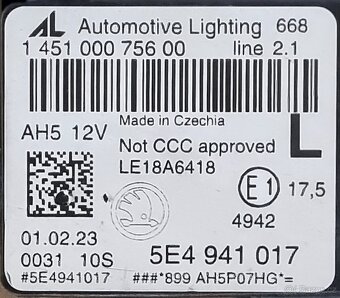 AL Automotive Lighting 668
1 451 000 756 00 line 2.1
AH5 12V
Made in Czechia
Not CCC approved
L
LE18A6418
E1 17,5
4942
01.02.23
0031 10S
5E4 941 017
#5E4941017 ###*899 AH5P07HG*=